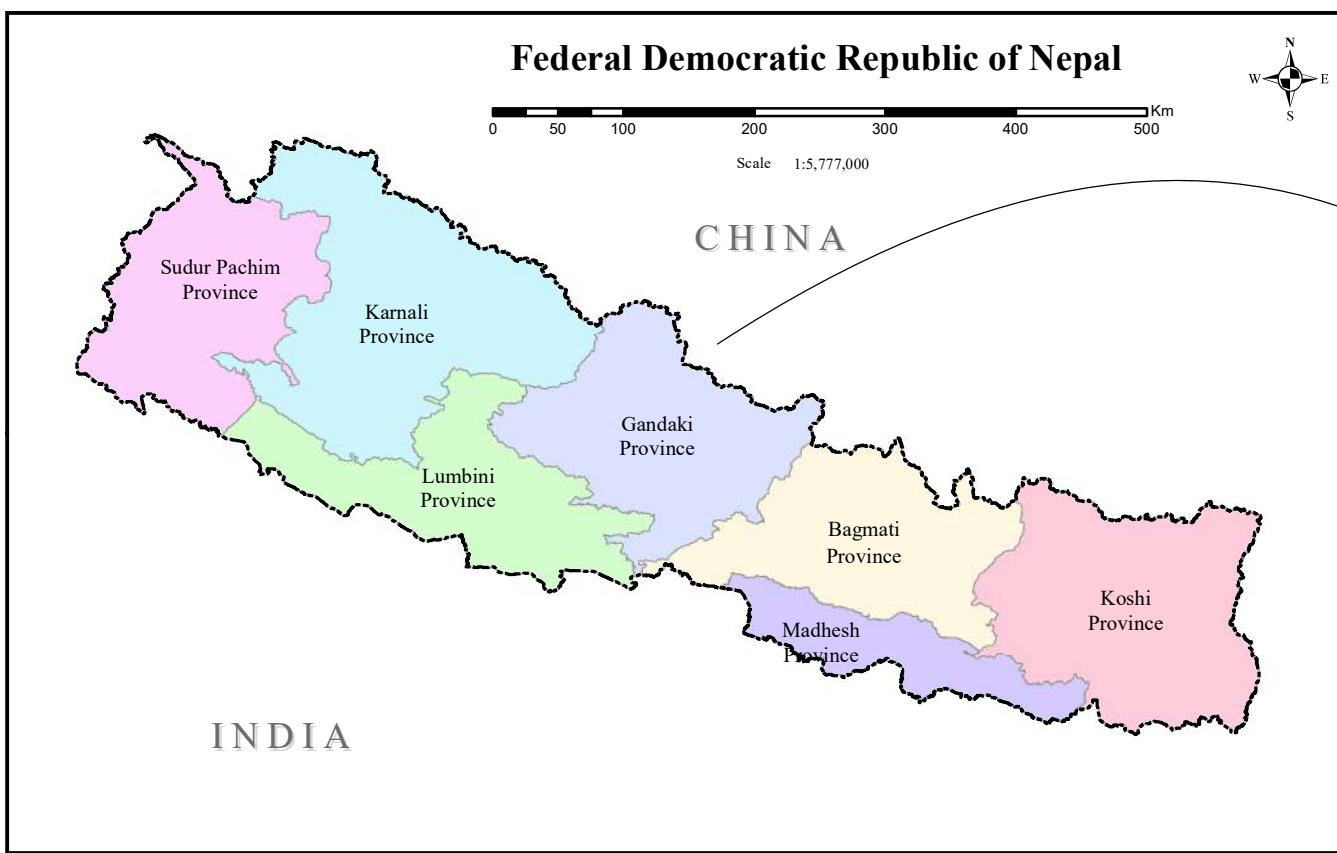 Federal Democratic Republic of Nepal
N
W E
S
Km
0 50 100 200 300 400 500
Scale 1:5,777,000
CHINA
Sudur Pachim
Province
Karnali
Province
Gandaki
Province
Lumbini
Province
Bagmati
Province
Koshi
Province
Madhesh
Province
INDIA